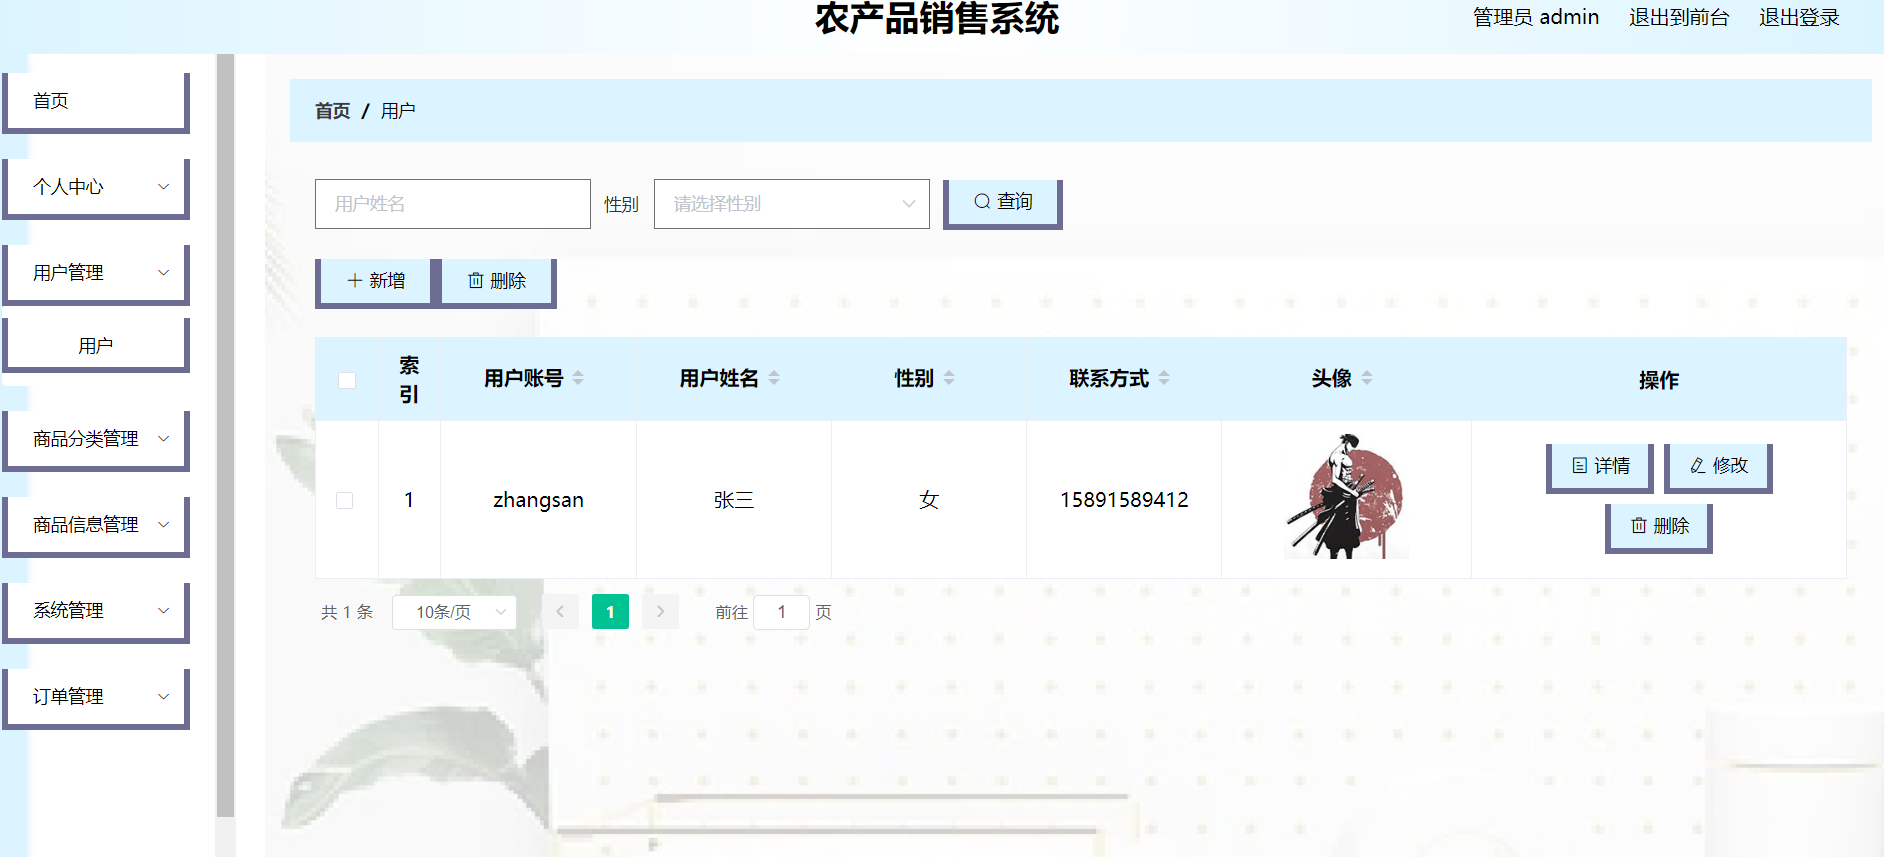 农产品销售系统
管理员 admin 退出到前台 退出登录
首页
个人中心
用户管理
用户
商品分类管理
商品信息管理
系统管理
订单管理
首页 / 用户
用户姓名 性别 请选择性别 查询
新增 删除
索引 用户账号 用户姓名 性别 联系方式 头像 操作
1 zhangsan 张三 女 15891589412 详情 修改
删除
共 1 条 10条/页 1 前往 1 页